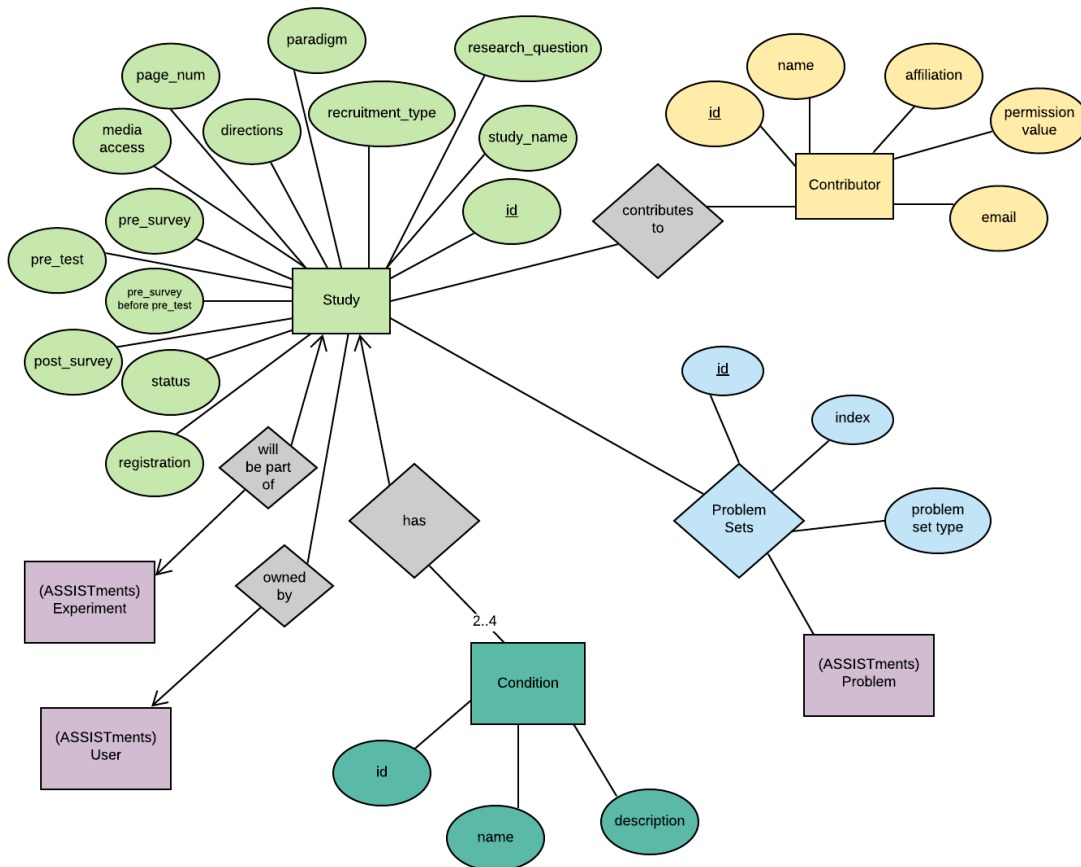 paradigm
research_question
page_num
recruitment_type
media
access
directions
study_name
id
pre_survey
pre_test
pre_survey
before pre_test
Study
post_survey
status
registration
name
affiliation
id
permission
value
Contributor
email
contributes
to
will
be part
of
has
owned
by
(ASSISTments)
Experiment
(ASSISTments)
User
2..4
Condition
id
name
description
id
index
Problem
Sets
problem
set type
(ASSISTments)
Problem